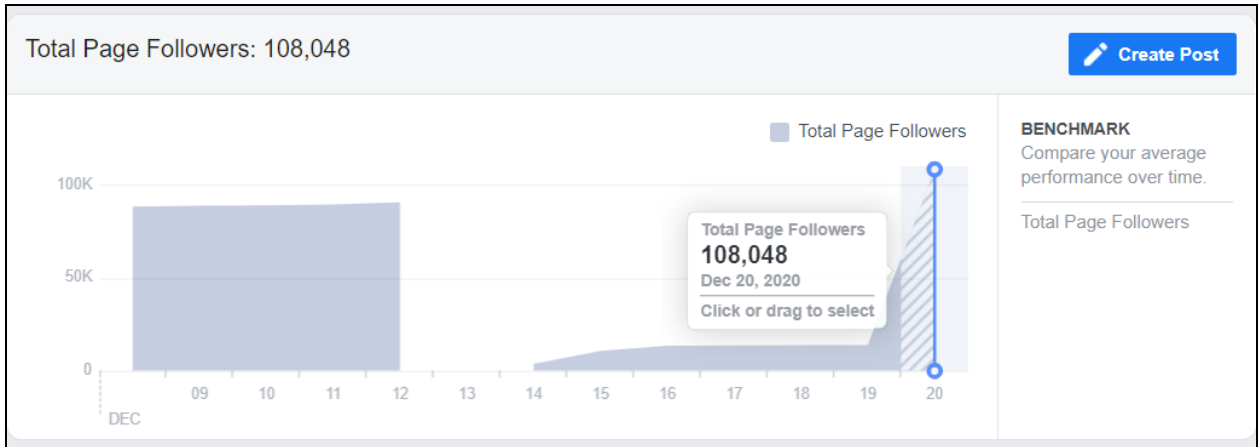 Total Page Followers: 108,048
Create Post
Total Page Followers
BENCHMARK
Compare your average
performance over time.
Total Page Followers
100K
50K
0
Total Page Followers
108,048
Dec 20, 2020
Click or drag to select
09 10 11 12 13 14 15 16 17 18 19 20
DEC